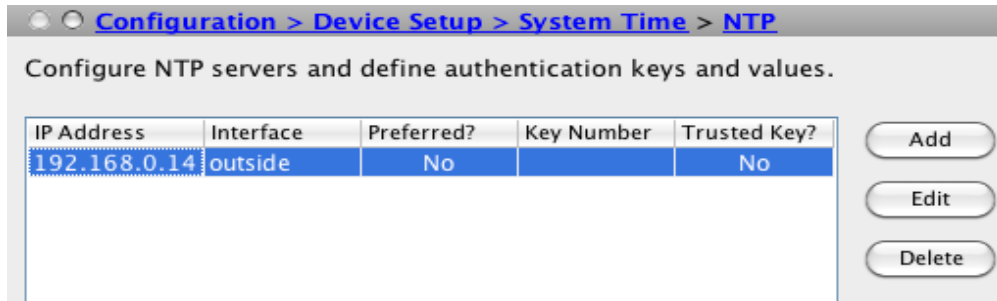 Configuration > Device Setup > System Time > NTP
Configure NTP servers and define authentication keys and values.
IP Address Interface Preferred? Key Number Trusted Key?
192.168.0.14 outside No No
Add
Edit
Delete